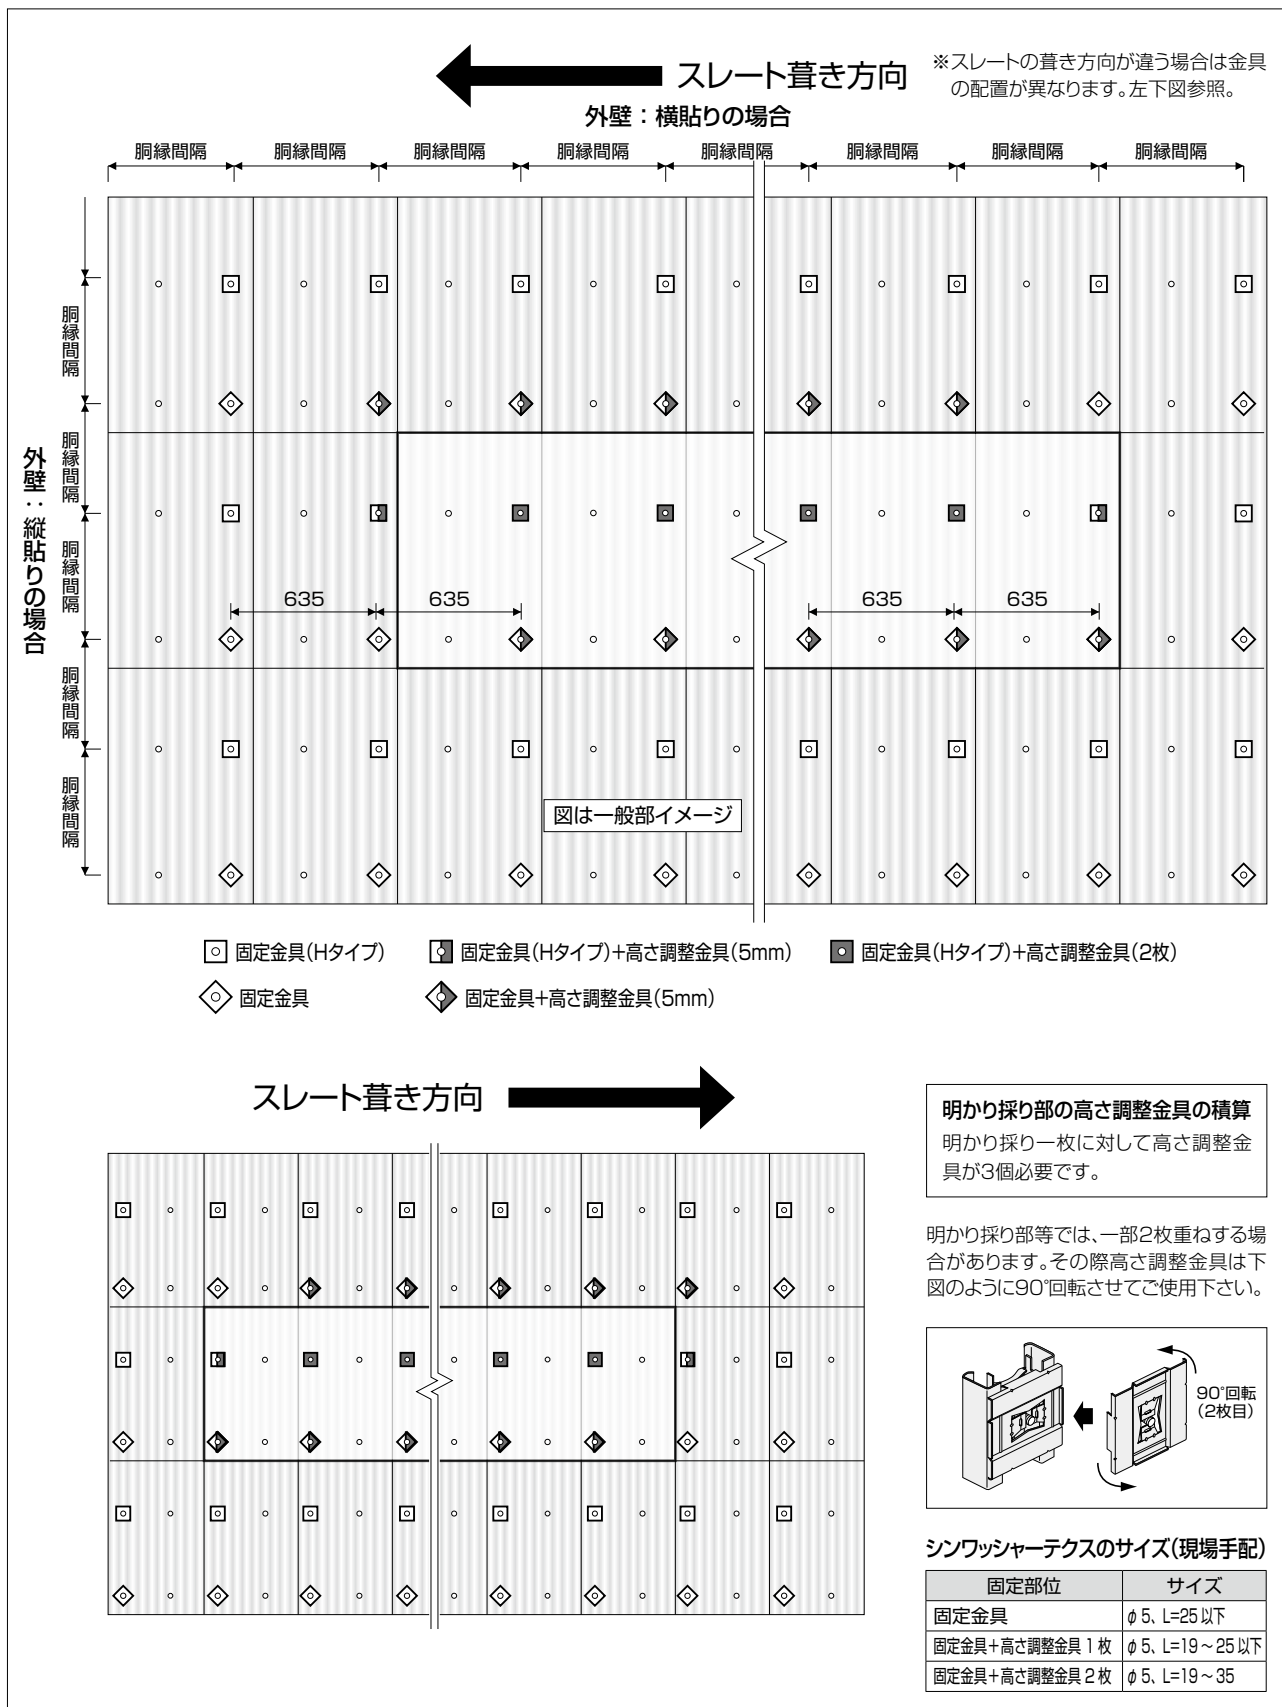 スレート葺き方向
※スレートの葺き方向が違う場合は金具
の配置が異なります。左下図参照。
外壁：横貼りの場合
胴縁間隔 胴縁間隔 胴縁間隔 胴縁間隔 胴縁間隔 胴縁間隔 胴縁間隔 胴縁間隔
外壁：縦貼りの場合
胴縁間隔
胴縁間隔
胴縁間隔
胴縁間隔
胴縁間隔
635 635 635 635
図は一般部イメージ
固定金具(Hタイプ) 固定金具(Hタイプ)+高さ調整金具(5mm) 固定金具(Hタイプ)+高さ調整金具(2枚)
固定金具 固定金具+高さ調整金具(5mm)
スレート葺き方向
明かり採り部の高さ調整金具の積算
明かり採り一枚に対して高さ調整金
具が3個必要です。
明かり採り部等では、一部2枚重ねする場
合があります。その際高さ調整金具は下
図のように90°回転させてご使用下さい。
90°回転
(2枚目)
シンワッシャーテクスのサイズ(現場手配)
固定部位 サイズ
固定金具 φ5、L=25以下
固定金具+高さ調整金具1枚 φ5、L=19～25以下
固定金具+高さ調整金具2枚 φ5、L=19～35